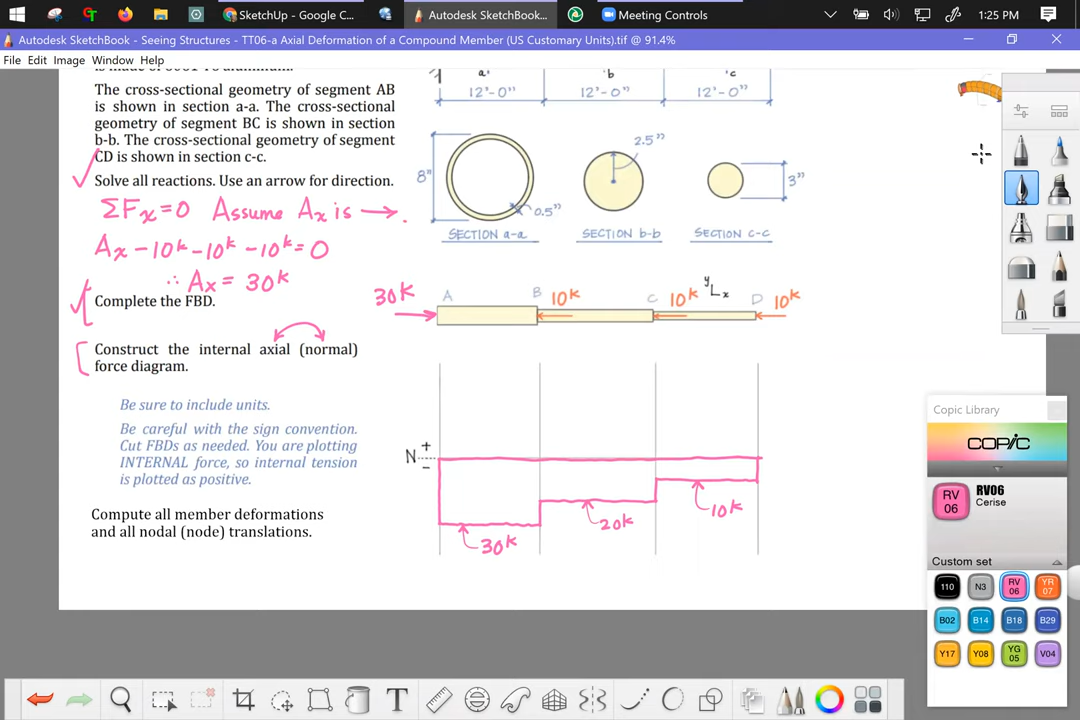 SketchUp - Google C...
Autodesk SketchBook...
Meeting Controls
1:25 PM
Autodesk SketchBook - Seeing Structures - TT06-a Axial Deformation of a Compound Member (US Customary Units).tif @ 91.4%
File Edit Image Window Help
The cross-sectional geometry of segment AB
is shown in section a-a. The cross-sectional
geometry of segment BC is shown in section
b-b. The cross-sectional geometry of segment
CD is shown in section c-c.
Solve all reactions. Use an arrow for direction.
ΣFx=0 Assume Ax is →.
Ax -10k -10k -10k = 0
∴ Ax = 30k
Complete the FBD.
Construct the internal axial (normal)
force diagram.
Be sure to include units.
Be careful with the sign convention.
Cut FBDs as needed. You are plotting
INTERNAL force, so internal tension
is plotted as positive.
Compute all member deformations
and all nodal (node) translations.
a b c
12'-0" 12'-0" 12'-0"
8" 0.5" 2.5" 3"
SECTION a-a SECTION b-b SECTION c-c
y x
30k A B 10k C 10k D 10k
N + -
30k 20k 10k
Copic Library
COPIC
RV
06
RV06
Cerise
Custom set
110 N3 RV 06 YR 07
B02 B14 B18 B29
Y17 Y08 YG 05 V04